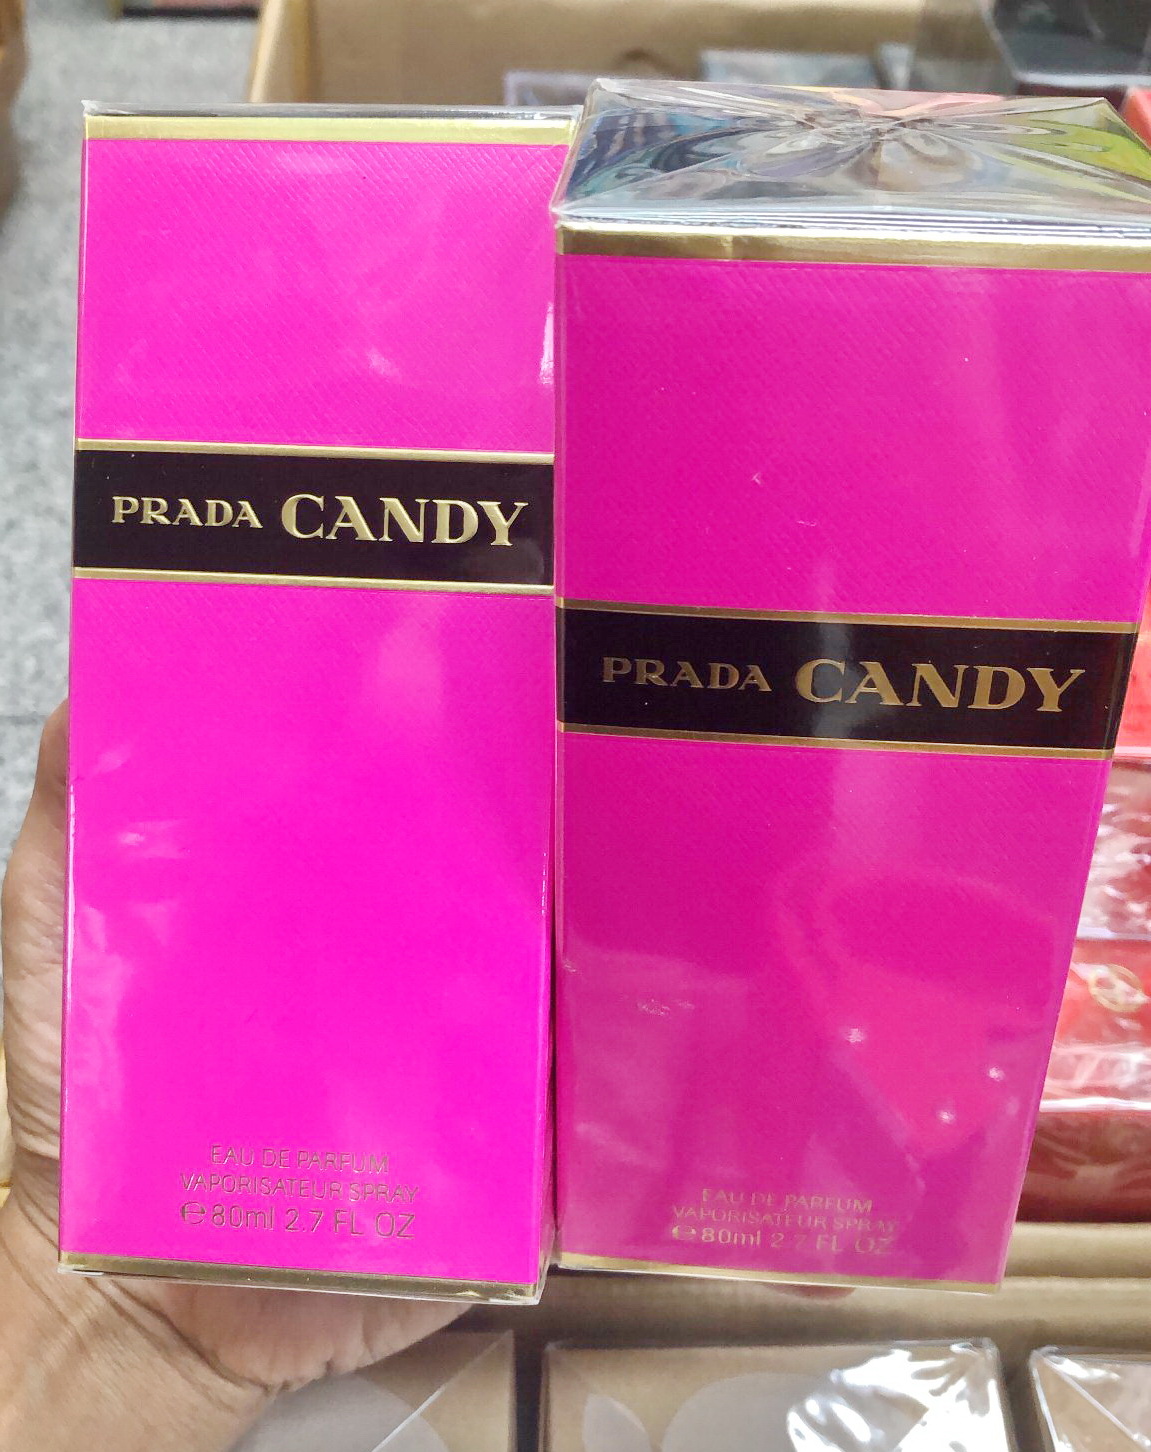 PRADA CANDY
EAU DE PARFUM
VAPORISATEUR SPRAY
℮80ml 2.7 FL OZ
PRADA CANDY
EAU DE PARFUM
VAPORISATEUR SPRAY
℮80ml 2.7 FL OZ